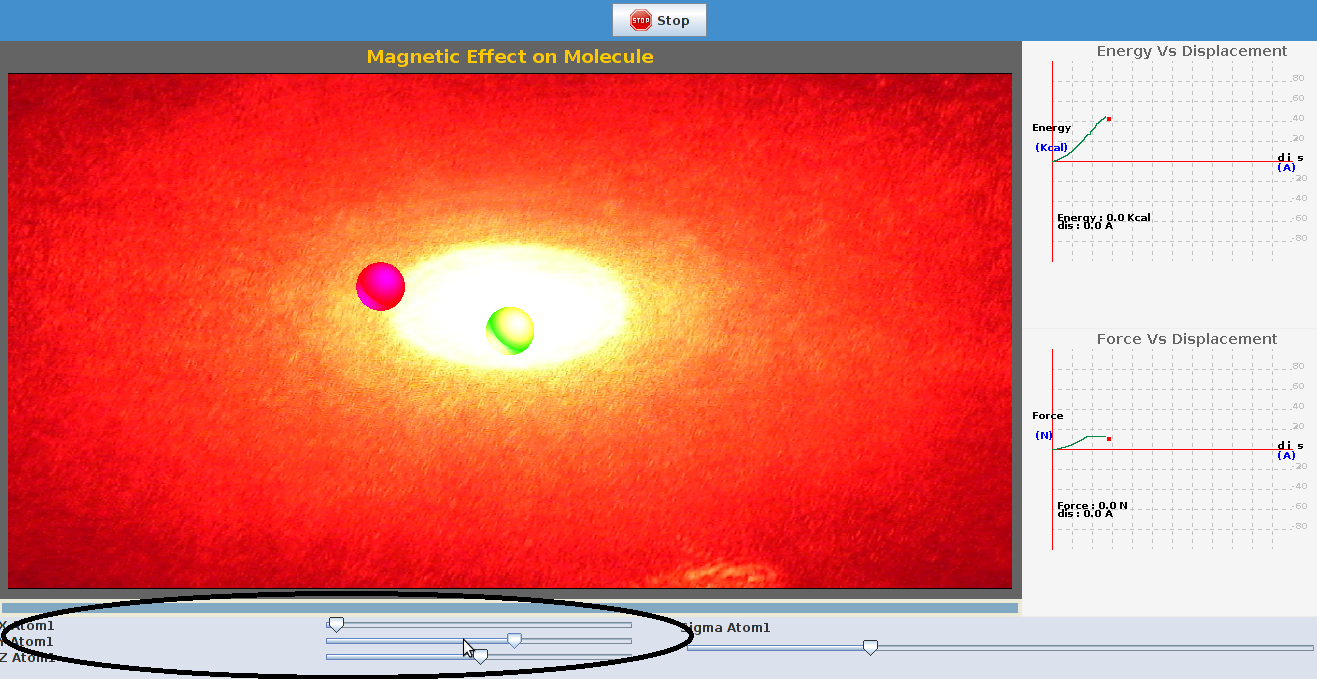 STOP Stop
Magnetic Effect on Molecule
Energy Vs Displacement
80
60
40
20
Energy
(Kcal)
d i s
(A)
-20
-40
-60
-80
Energy : 0.0 Kcal
dis : 0.0 A
Force Vs Displacement
80
60
40
20
Force
(N)
d i s
(A)
-20
-40
-60
-80
Force : 0.0 N
dis : 0.0 A
X Atom1
Y Atom1
Z Atom1
Sigma Atom1